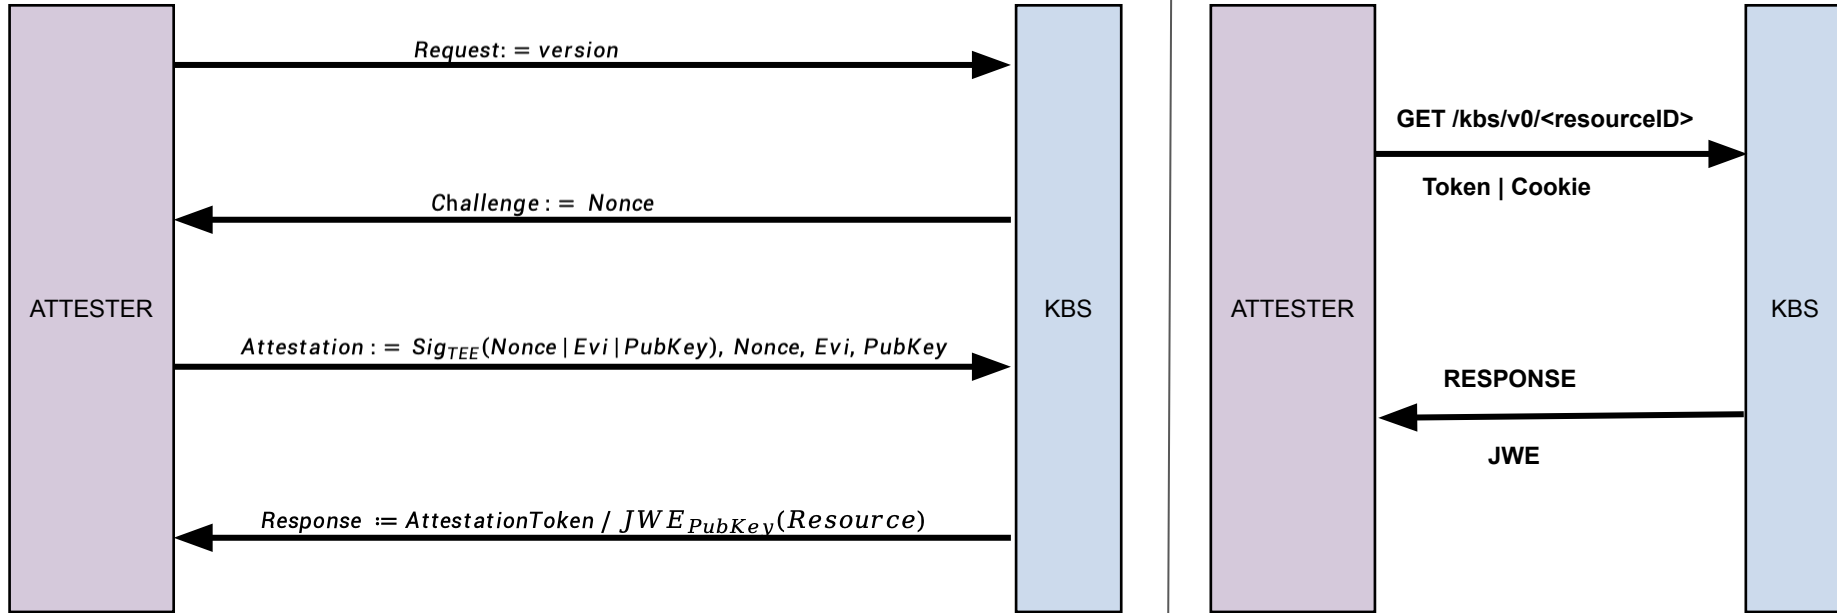 Request: = version
Challenge : = Nonce
ATTESTER
KBS
Attestation : = Sig_TEE(Nonce | Evi | PubKey), Nonce, Evi, PubKey
Response ≔ AttestationToken / JWE_PubKey(Resource)
GET /kbs/v0/<resourceID>
Token | Cookie
ATTESTER
KBS
RESPONSE
JWE